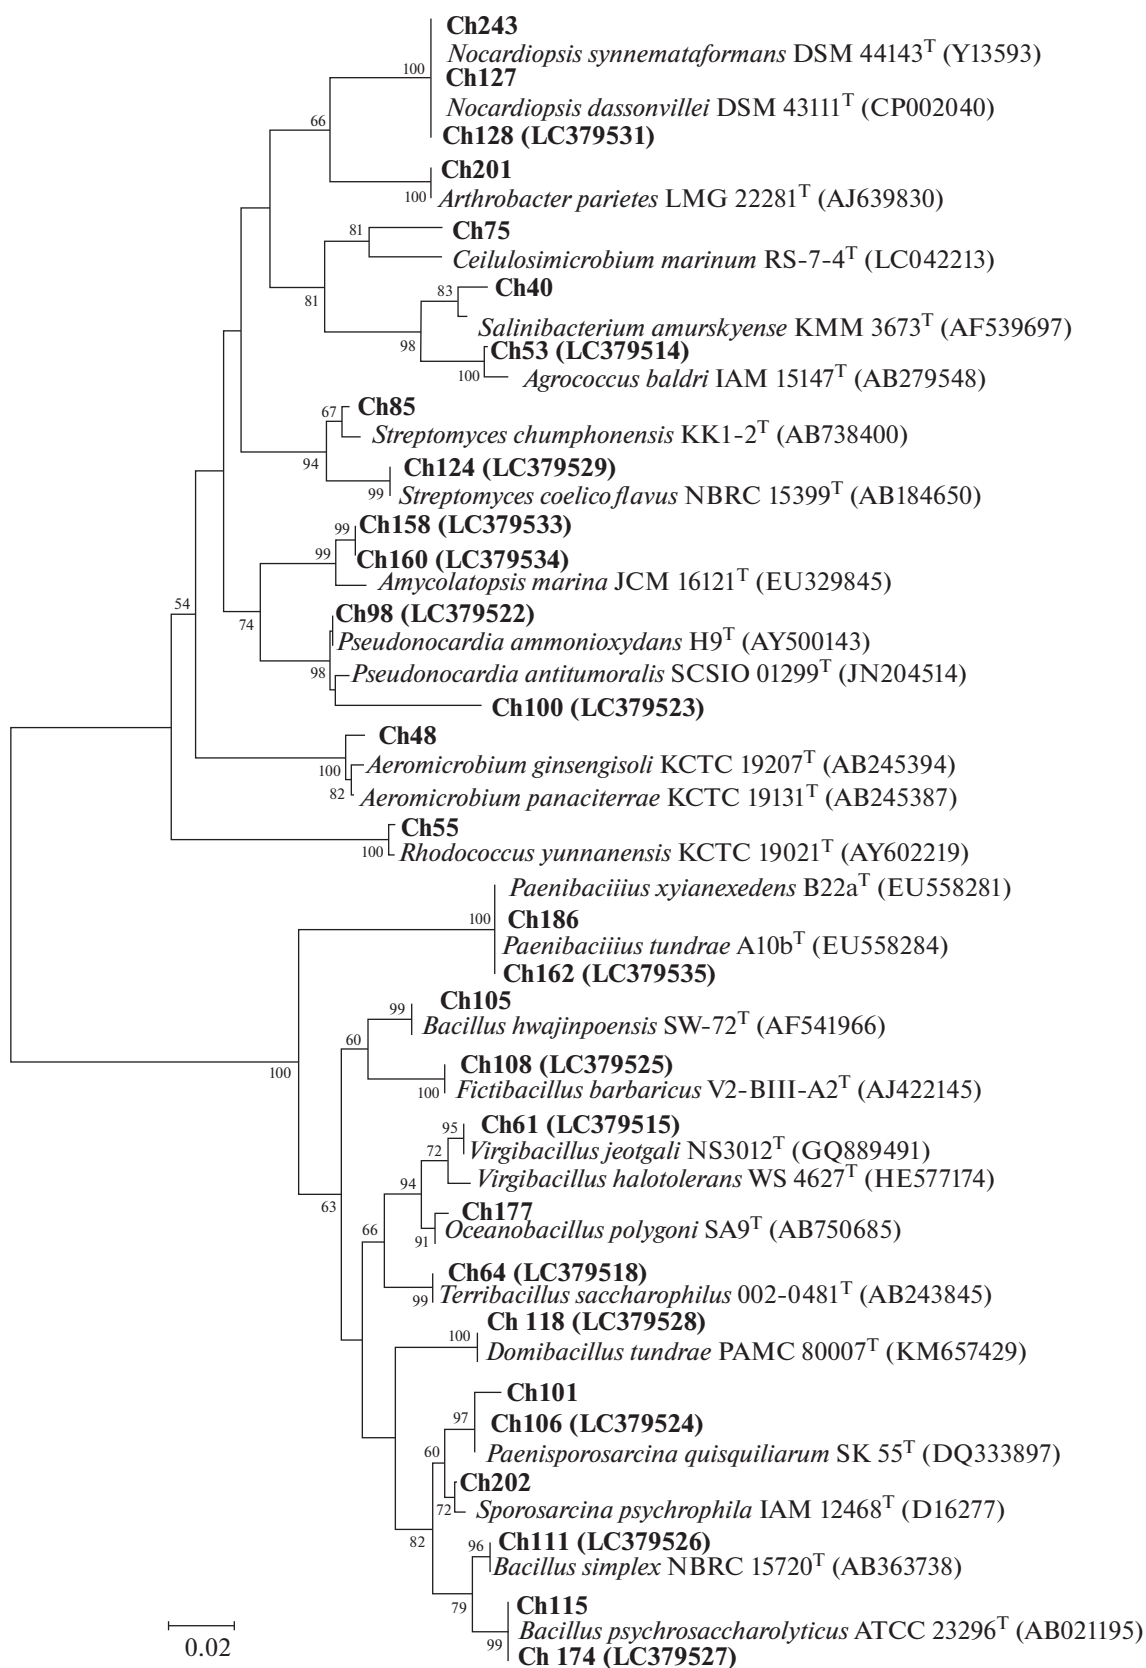 Ch243
Nocardiopsis synnemataformans DSM 44143T (Y13593)
100
Ch127
Nocardiopsis dassonvillei DSM 43111T (CP002040)
66
Ch128 (LC379531)
Ch201
100 Arthrobacter parietes LMG 22281T (AJ639830)
81 Ch75
Ceilulosimicrobium marinum RS-7-4T (LC042213)
81
83 Ch40
Salinibacterium amurskyense KMM 3673T (AF539697)
98
Ch53 (LC379514)
100 Agrococcus baldri IAM 15147T (AB279548)
67 Ch85
Streptomyces chumphonensis KK1-2T (AB738400)
94
Ch124 (LC379529)
99 Streptomyces coelicoflavus NBRC 15399T (AB184650)
99 Ch158 (LC379533)
99
Ch160 (LC379534)
Amycolatopsis marina JCM 16121T (EU329845)
54
74
Ch98 (LC379522)
Pseudonocardia ammonioxydans H9T (AY500143)
98
Pseudonocardia antitumoralis SCSIO 01299T (JN204514)
Ch100 (LC379523)
Ch48
100 Aeromicrobium ginsengisoli KCTC 19207T (AB245394)
82 Aeromicrobium panaciterrae KCTC 19131T (AB245387)
Ch55
100 Rhodococcus yunnanensis KCTC 19021T (AY602219)
Paenibaciiius xyianexedens B22aT (EU558281)
100 Ch186
Paenibaciiius tundrae A10bT (EU558284)
Ch162 (LC379535)
99 Ch105
Bacillus hwajinpoensis SW-72T (AF541966)
60
100
Ch108 (LC379525)
100 Fictibacillus barbaricus V2-BIII-A2T (AJ422145)
95 Ch61 (LC379515)
72 Virgibacillus jeotgali NS3012T (GQ889491)
94 Virgibacillus halotolerans WS 4627T (HE577174)
63
66
Ch177
91 Oceanobacillus polygoni SA9T (AB750685)
Ch64 (LC379518)
99 Terribacillus saccharophilus 002-0481T (AB243845)
100 Ch 118 (LC379528)
Domibacillus tundrae PAMC 80007T (KM657429)
Ch101
97 Ch106 (LC379524)
60 Paenisporosarcina quisquiliarum SK 55T (DQ333897)
Ch202
72 Sporosarcina psychrophila IAM 12468T (D16277)
82
96 Ch111 (LC379526)
Bacillus simplex NBRC 15720T (AB363738)
79
Ch115
Bacillus psychrosaccharolyticus ATCC 23296T (AB021195)
99
Ch 174 (LC379527)
0.02